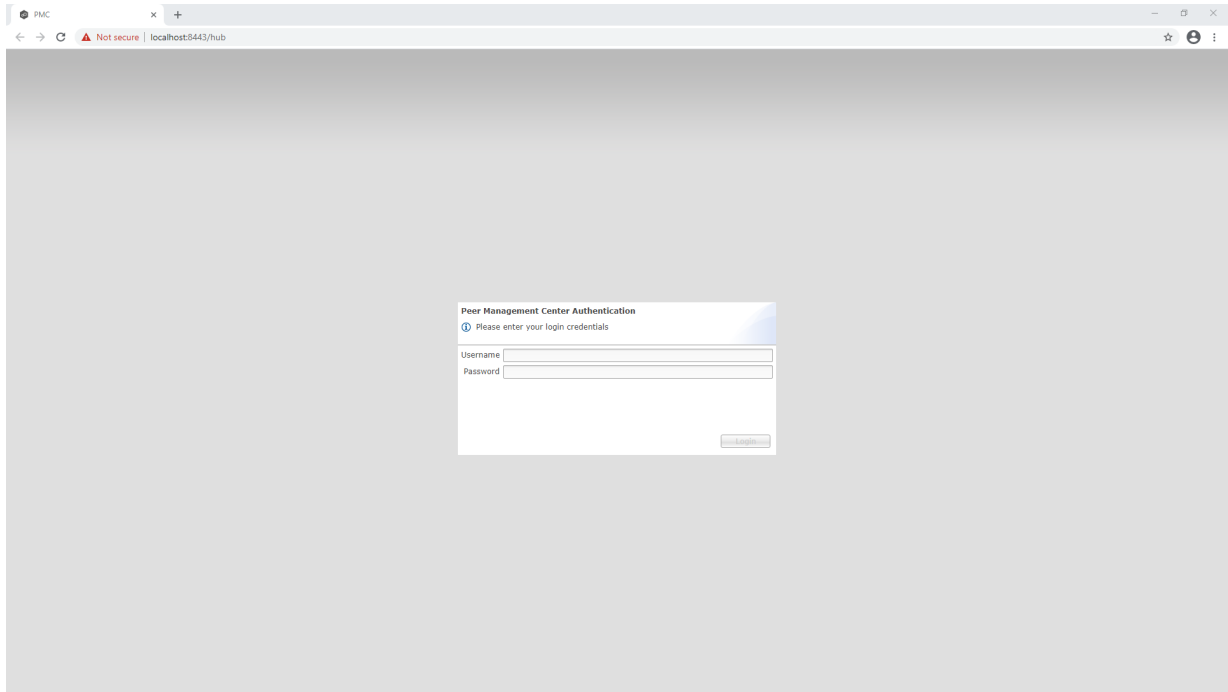 PMC
Not secure | localhost:8443/hub
Peer Management Center Authentication
Please enter your login credentials
Username
Password
Login